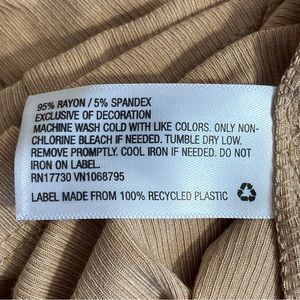 95% RAYON / 5% SPANDEX
EXCLUSIVE OF DECORATION
MACHINE WASH COLD WITH LIKE COLORS. ONLY NON-
CHLORINE BLEACH IF NEEDED. TUMBLE DRY LOW.
REMOVE PROMPTLY. COOL IRON IF NEEDED. DO NOT
IRON ON LABEL.
RN17730 VN1068795
LABEL MADE FROM 100% RECYCLED PLASTIC